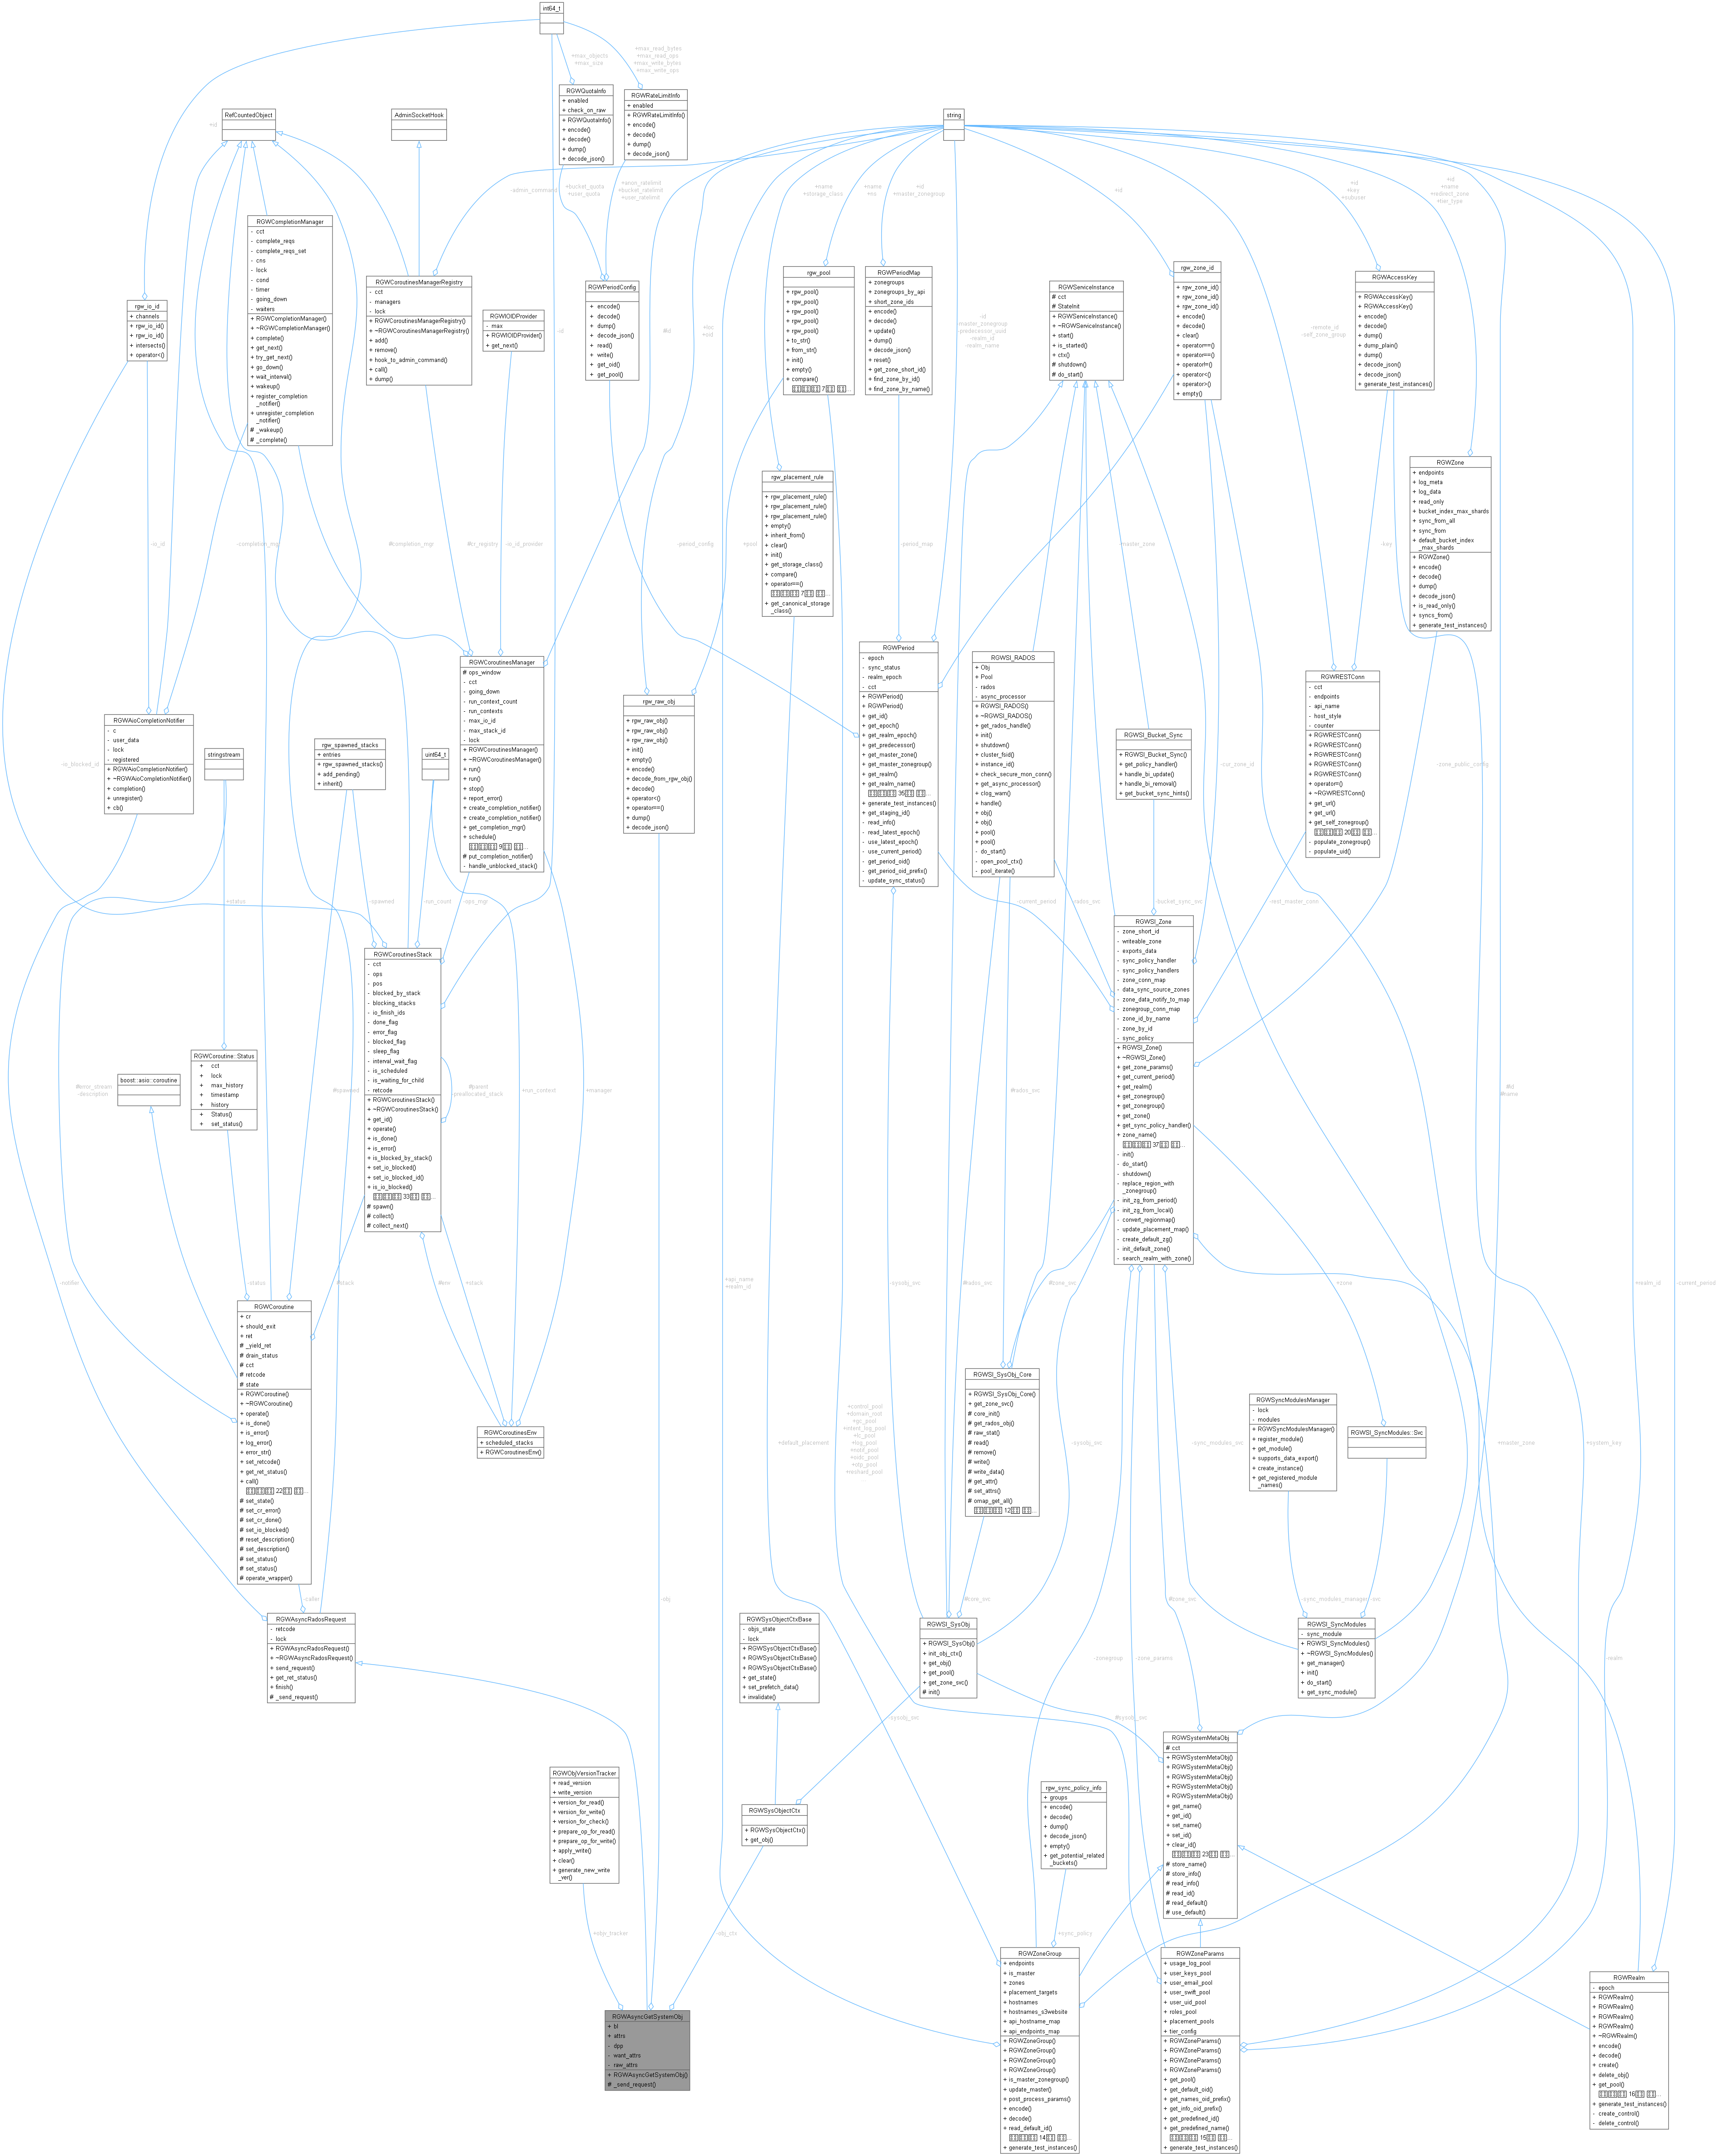 int64_t
+max_objects
+max_size
+max_read_bytes
+max_read_ops
+max_write_bytes
+max_write_ops
RGWQuotaInfo
+ enabled
+ check_on_raw
+ RGWQuotaInfo()
+ encode()
+ decode()
+ dump()
+ decode_json()
RGWRateLimitInfo
+ enabled
+ RGWRateLimitInfo()
+ encode()
+ decode()
+ dump()
+ decode_json()
RefCountedObject
AdminSocketHook
string
RGWCompletionManager
- cct
- complete_reqs
- complete_reqs_set
- cns
- lock
- cond
- timer
- going_down
- waiters
+ RGWCompletionManager()
+ ~RGWCompletionManager()
+ complete()
+ get_next()
+ try_get_next()
+ go_down()
+ wait_interval()
+ wakeup()
+ register_completion
_notifier()
+ unregister_completion
_notifier()
# _wakeup()
# _complete()
rgw_io_id
+ channels
+ rgw_io_id()
+ rgw_io_id()
+ intersects()
+ operator<()
RGWCoroutinesManagerRegistry
- cct
- managers
- lock
+ RGWCoroutinesManagerRegistry()
+ ~RGWCoroutinesManagerRegistry()
+ add()
+ remove()
+ hook_to_admin_command()
+ call()
+ dump()
RGWIOIDProvider
- max
+ RGWIOIDProvider()
+ get_next()
RGWPeriodConfig
+ encode()
+ decode()
+ dump()
+ decode_json()
+ read()
+ write()
+ get_oid()
+ get_pool()
rgw_pool
+ rgw_pool()
+ rgw_pool()
+ rgw_pool()
+ rgw_pool()
+ rgw_pool()
+ to_str()
+ from_str()
+ init()
+ empty()
+ compare()
RGWPeriodMap
+ zonegroups
+ zonegroups_by_api
+ short_zone_ids
+ encode()
+ decode()
+ update()
+ dump()
+ decode_json()
+ reset()
+ get_zone_short_id()
+ find_zone_by_id()
+ find_zone_by_name()
RGWServiceInstance
# cct
# StateInit
+ RGWServiceInstance()
+ ~RGWServiceInstance()
+ start()
+ is_started()
+ ctx()
# shutdown()
# do_start()
rgw_zone_id
+ rgw_zone_id()
+ rgw_zone_id()
+ rgw_zone_id()
+ encode()
+ decode()
+ clear()
+ operator==()
+ operator==()
+ operator!=()
+ operator<()
+ operator>()
+ empty()
RGWAccessKey
+ RGWAccessKey()
+ RGWAccessKey()
+ encode()
+ decode()
+ dump()
+ dump_plain()
+ dump()
+ decode_json()
+ decode_json()
+ generate_test_instances()
RGWZone
+ endpoints
+ log_meta
+ log_data
+ read_only
+ bucket_index_max_shards
+ sync_from_all
+ sync_from
+ default_bucket_index
_max_shards
+ RGWZone()
+ encode()
+ decode()
+ dump()
+ decode_json()
+ is_read_only()
+ syncs_from()
+ generate_test_instances()
rgw_placement_rule
+ rgw_placement_rule()
+ rgw_placement_rule()
+ rgw_placement_rule()
+ empty()
+ inherit_from()
+ clear()
+ init()
+ get_storage_class()
+ compare()
+ operator==()
+ get_canonical_storage
_class()
RGWCoroutinesManager
# ops_window
- cct
- going_down
- run_context_count
- run_contexts
- max_io_id
- max_stack_id
- lock
+ RGWCoroutinesManager()
+ ~RGWCoroutinesManager()
+ run()
+ run()
+ stop()
+ report_error()
+ create_completion_notifier()
+ create_completion_notifier()
+ get_completion_mgr()
+ schedule()
# put_completion_notifier()
- handle_unblocked_stack()
rgw_raw_obj
+ rgw_raw_obj()
+ rgw_raw_obj()
+ rgw_raw_obj()
+ init()
+ empty()
+ encode()
+ decode_from_rgw_obj()
+ decode()
+ operator<()
+ operator==()
+ dump()
+ decode_json()
RGWPeriod
- epoch
- sync_status
- realm_epoch
- cct
+ RGWPeriod()
+ RGWPeriod()
+ get_id()
+ get_epoch()
+ get_realm_epoch()
+ get_predecessor()
+ get_master_zone()
+ get_master_zonegroup()
+ get_realm()
+ get_realm_name()
+ generate_test_instances()
+ get_staging_id()
- read_info()
- read_latest_epoch()
- use_latest_epoch()
- use_current_period()
- get_period_oid()
- get_period_oid_prefix()
- update_sync_status()
RGWSI_RADOS
+ Obj
+ Pool
- rados
- async_processor
+ RGWSI_RADOS()
+ ~RGWSI_RADOS()
+ get_rados_handle()
+ init()
+ shutdown()
+ cluster_fsid()
+ instance_id()
+ check_secure_mon_conn()
+ get_async_processor()
+ clog_warn()
+ handle()
+ obj()
+ obj()
+ pool()
+ pool()
- do_start()
- open_pool_ctx()
- pool_iterate()
RGWSI_Bucket_Sync
+ RGWSI_Bucket_Sync()
+ get_policy_handler()
+ handle_bi_update()
+ handle_bi_removal()
+ get_bucket_sync_hints()
RGWRESTConn
- cct
- endpoints
- api_name
- host_style
- counter
+ RGWRESTConn()
+ RGWRESTConn()
+ RGWRESTConn()
+ RGWRESTConn()
+ RGWRESTConn()
+ operator=()
+ ~RGWRESTConn()
+ get_url()
+ get_url()
+ get_self_zonegroup()
- populate_zonegroup()
- populate_uid()
RGWAioCompletionNotifier
- c
- user_data
- lock
- registered
+ RGWAioCompletionNotifier()
+ ~RGWAioCompletionNotifier()
+ completion()
+ unregister()
+ cb()
stringstream
rgw_spawned_stacks
+ entries
+ rgw_spawned_stacks()
+ add_pending()
+ inherit()
uint64_t
RGWCoroutinesStack
- cct
- ops
- pos
- blocked_by_stack
- blocking_stacks
- io_finish_ids
- done_flag
- error_flag
- blocked_flag
- sleep_flag
- interval_wait_flag
- is_scheduled
- is_waiting_for_child
- retcode
+ RGWCoroutinesStack()
+ ~RGWCoroutinesStack()
+ get_id()
+ operate()
+ is_done()
+ is_error()
+ is_blocked_by_stack()
+ set_io_blocked()
+ set_io_blocked_id()
+ is_io_blocked()
# spawn()
# collect()
# collect_next()
RGWSI_Zone
- zone_short_id
- writeable_zone
- exports_data
- sync_policy_handler
- sync_policy_handlers
- zone_conn_map
- data_sync_source_zones
- zone_data_notify_to_map
- zonegroup_conn_map
- zone_id_by_name
- zone_by_id
- sync_policy
+ RGWSI_Zone()
+ ~RGWSI_Zone()
+ get_zone_params()
+ get_current_period()
+ get_realm()
+ get_zonegroup()
+ get_zonegroup()
+ get_zone()
+ get_sync_policy_handler()
+ zone_name()
- init()
- do_start()
- shutdown()
- replace_region_with
_zonegroup()
- init_zg_from_period()
- init_zg_from_local()
- convert_regionmap()
- update_placement_map()
- create_default_zg()
- init_default_zone()
- search_realm_with_zone()
boost::asio::coroutine
RGWCoroutine::Status
+ cct
+ lock
+ max_history
+ timestamp
+ history
+ Status()
+ set_status()
RGWCoroutine
+ cr
+ should_exit
+ ret
# _yield_ret
# drain_status
# cct
# retcode
# state
+ RGWCoroutine()
+ ~RGWCoroutine()
+ operate()
+ is_done()
+ is_error()
+ log_error()
+ error_str()
+ set_retcode()
+ get_ret_status()
+ call()
# set_state()
# set_cr_error()
# set_cr_done()
# set_io_blocked()
# reset_description()
# set_description()
# set_status()
# set_status()
# operate_wrapper()
RGWCoroutinesEnv
+ scheduled_stacks
+ RGWCoroutinesEnv()
RGWSI_SysObj_Core
+ RGWSI_SysObj_Core()
+ get_zone_svc()
# core_init()
# get_rados_obj()
# raw_stat()
# read()
# remove()
# write()
# write_data()
# get_attr()
# set_attrs()
# omap_get_all()
RGWSyncModulesManager
- lock
- modules
+ RGWSyncModulesManager()
+ register_module()
+ get_module()
+ supports_data_export()
+ create_instance()
+ get_registered_module
_names()
RGWSI_SyncModules::Svc
RGWAsyncRadosRequest
- retcode
- lock
+ RGWAsyncRadosRequest()
+ ~RGWAsyncRadosRequest()
+ send_request()
+ get_ret_status()
+ finish()
# _send_request()
RGWSysObjectCtxBase
- objs_state
- lock
+ RGWSysObjectCtxBase()
+ RGWSysObjectCtxBase()
+ RGWSysObjectCtxBase()
+ get_state()
+ set_prefetch_data()
+ invalidate()
RGWSI_SysObj
+ RGWSI_SysObj()
+ init_obj_ctx()
+ get_obj()
+ get_pool()
+ get_zone_svc()
# init()
RGWSI_SyncModules
- sync_module
+ RGWSI_SyncModules()
+ ~RGWSI_SyncModules()
+ get_manager()
+ init()
+ do_start()
+ get_sync_module()
RGWSystemMetaObj
# cct
+ RGWSystemMetaObj()
+ RGWSystemMetaObj()
+ RGWSystemMetaObj()
+ RGWSystemMetaObj()
+ RGWSystemMetaObj()
+ get_name()
+ get_id()
+ set_name()
+ set_id()
+ clear_id()
# store_name()
# store_info()
# read_info()
# read_id()
# read_default()
# use_default()
RGWObjVersionTracker
+ read_version
+ write_version
+ version_for_read()
+ version_for_write()
+ version_for_check()
+ prepare_op_for_read()
+ prepare_op_for_write()
+ apply_write()
+ clear()
+ generate_new_write
_ver()
RGWSysObjectCtx
+ RGWSysObjectCtx()
+ get_obj()
rgw_sync_policy_info
+ groups
+ encode()
+ decode()
+ dump()
+ decode_json()
+ empty()
+ get_potential_related
_buckets()
RGWAsyncGetSystemObj
+ bl
+ attrs
- dpp
- want_attrs
- raw_attrs
+ RGWAsyncGetSystemObj()
# _send_request()
RGWZoneGroup
+ endpoints
+ is_master
+ zones
+ placement_targets
+ hostnames
+ hostnames_s3website
+ api_hostname_map
+ api_endpoints_map
+ RGWZoneGroup()
+ RGWZoneGroup()
+ RGWZoneGroup()
+ RGWZoneGroup()
+ is_master_zonegroup()
+ update_master()
+ post_process_params()
+ encode()
+ decode()
+ read_default_id()
+ generate_test_instances()
RGWZoneParams
+ usage_log_pool
+ user_keys_pool
+ user_email_pool
+ user_swift_pool
+ user_uid_pool
+ roles_pool
+ placement_pools
+ tier_config
+ RGWZoneParams()
+ RGWZoneParams()
+ RGWZoneParams()
+ RGWZoneParams()
+ get_pool()
+ get_default_oid()
+ get_names_oid_prefix()
+ get_info_oid_prefix()
+ get_predefined_id()
+ get_predefined_name()
+ generate_test_instances()
RGWRealm
- epoch
+ RGWRealm()
+ RGWRealm()
+ RGWRealm()
+ RGWRealm()
+ ~RGWRealm()
+ encode()
+ decode()
+ create()
+ delete_obj()
+ get_pool()
+ generate_test_instances()
- create_control()
- delete_control()